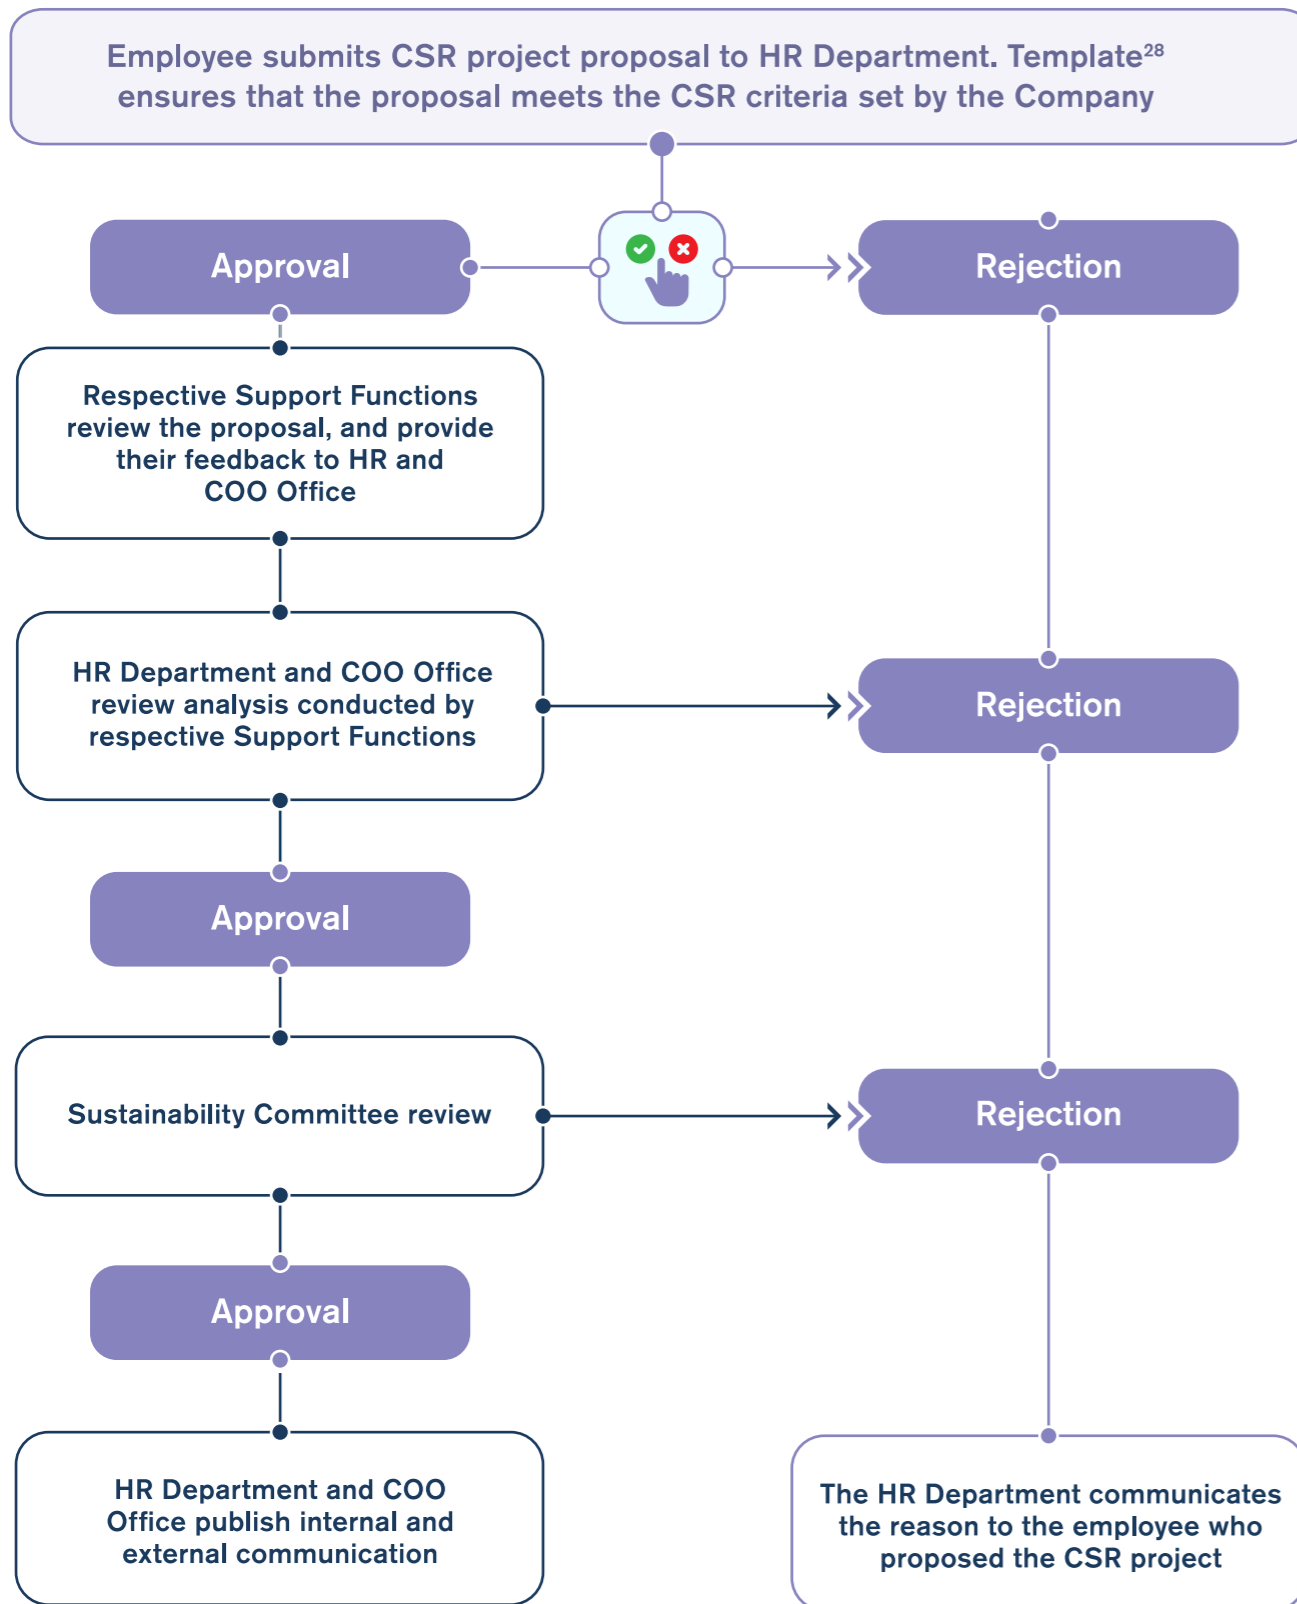 Employee submits CSR project proposal to HR Department. Template²⁸
ensures that the proposal meets the CSR criteria set by the Company
Approval
Rejection
Respective Support Functions
review the proposal, and provide
their feedback to HR and
COO Office
HR Department and COO Office
review analysis conducted by
respective Support Functions
Rejection
Approval
Sustainability Committee review
Rejection
Approval
HR Department and COO
Office publish internal and
external communication
The HR Department communicates
the reason to the employee who
proposed the CSR project